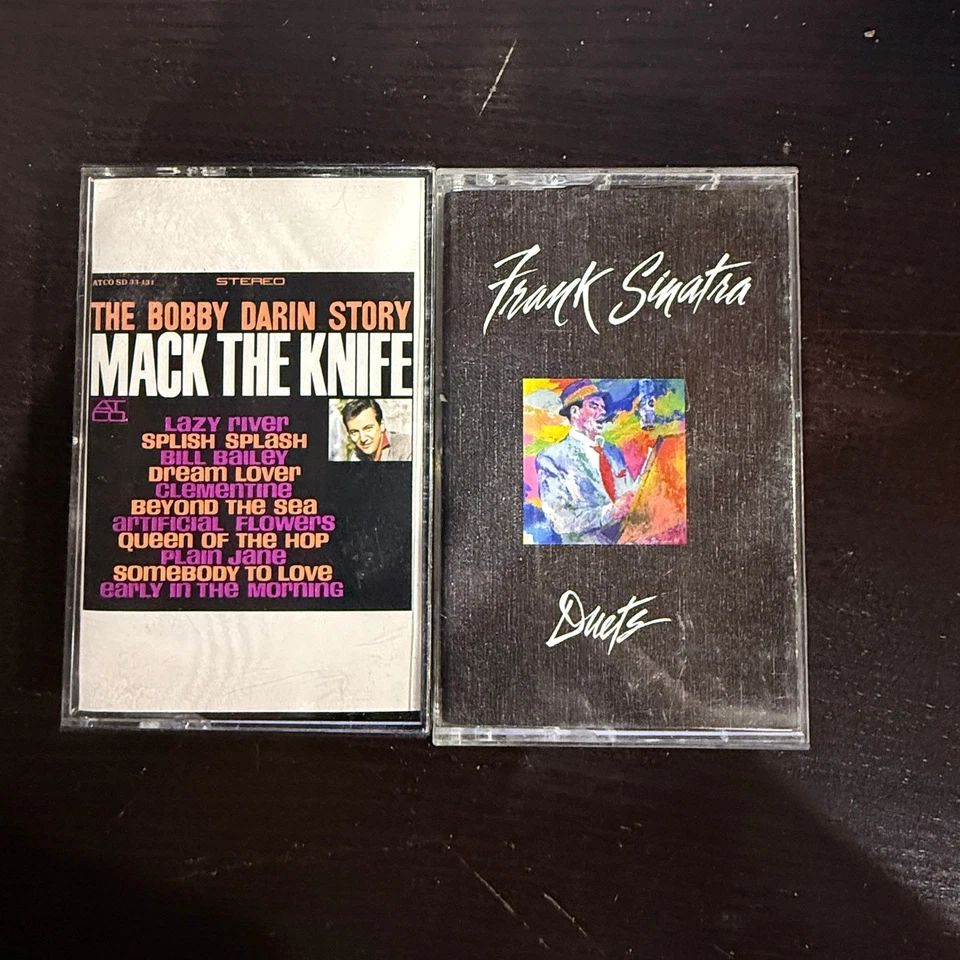 ATCO SD 33-131
STEREO
THE BOBBY DARIN STORY
MACK THE KNIFE
ATCO
Lazy river
SPLISH SPLASH
BILL BAILEY
Dream Lover
Clementine
Beyond the sea
artificial flowers
queen of the hop
plain jane
somebody to love
early in the morning
Frank Sinatra
Duets